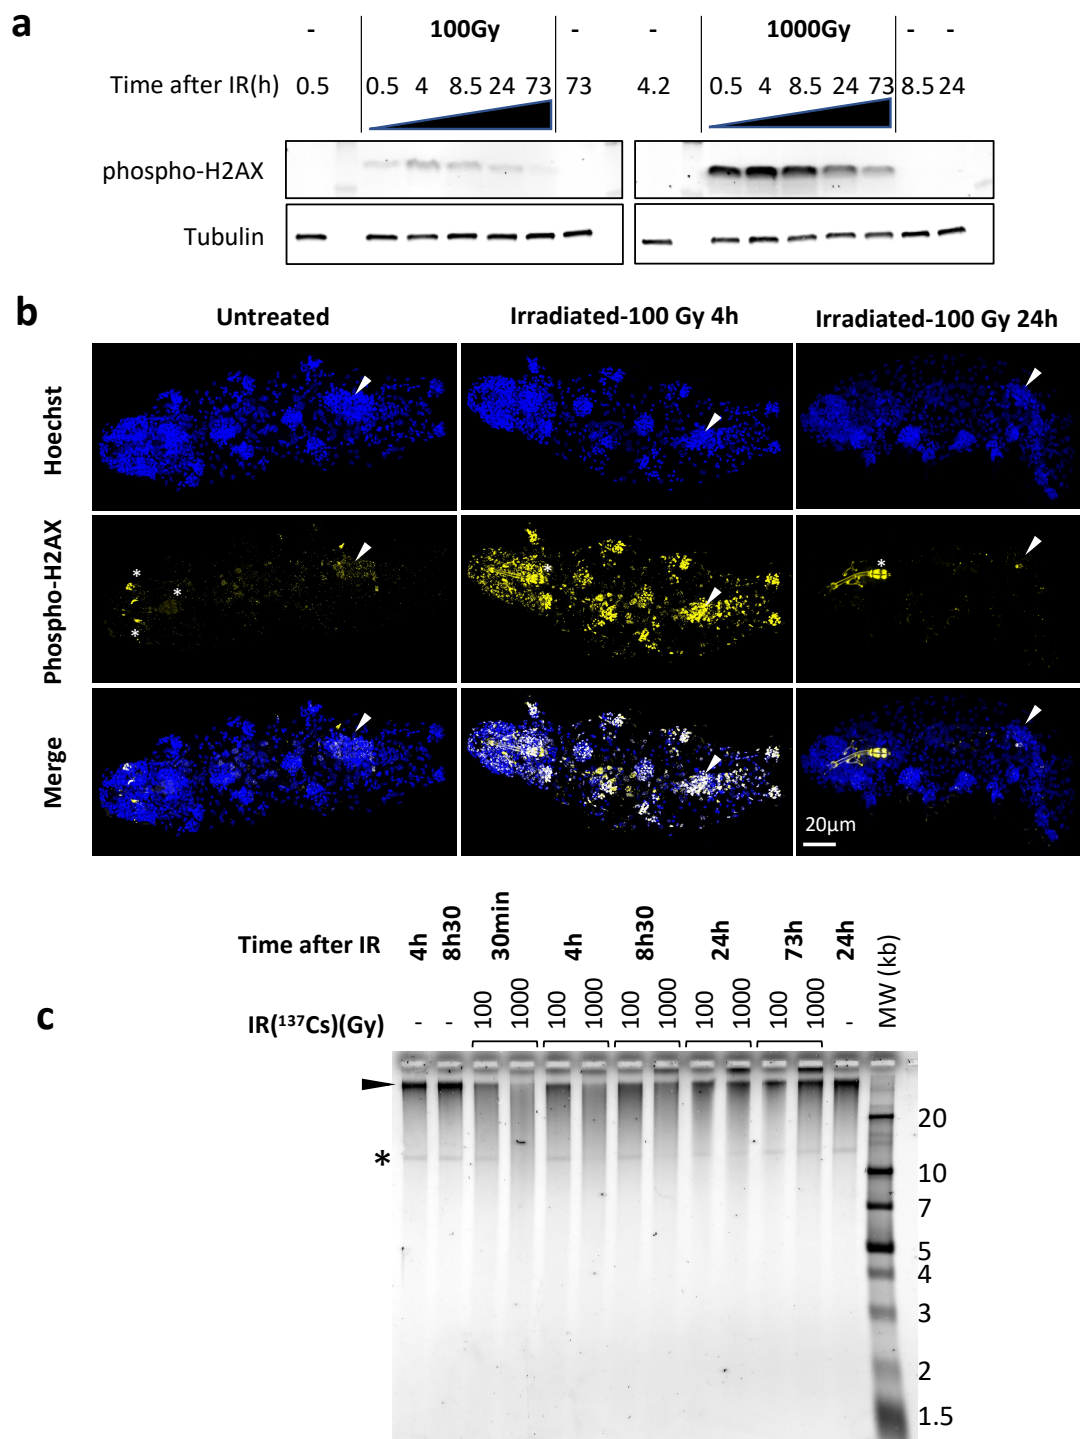 a
- 100Gy - - 1000Gy - -
Time after IR(h) 0.5 0.5 4 8.5 24 73 73 4.2 0.5 4 8.5 24 73 8.5 24
phospho-H2AX
Tubulin
b
Untreated Irradiated-100 Gy 4h Irradiated-100 Gy 24h
Hoechst
Phospho-H2AX
* * * * *
Merge
20µm
Time after IR 4h 8h30 30min 4h 8h30 24h 73h 24h MW (kb)
c
IR(¹³⁷Cs)(Gy) - - 100 1000 100 1000 100 1000 100 1000 100 1000 -
20
*
10
7
5
4
3
2
1.5